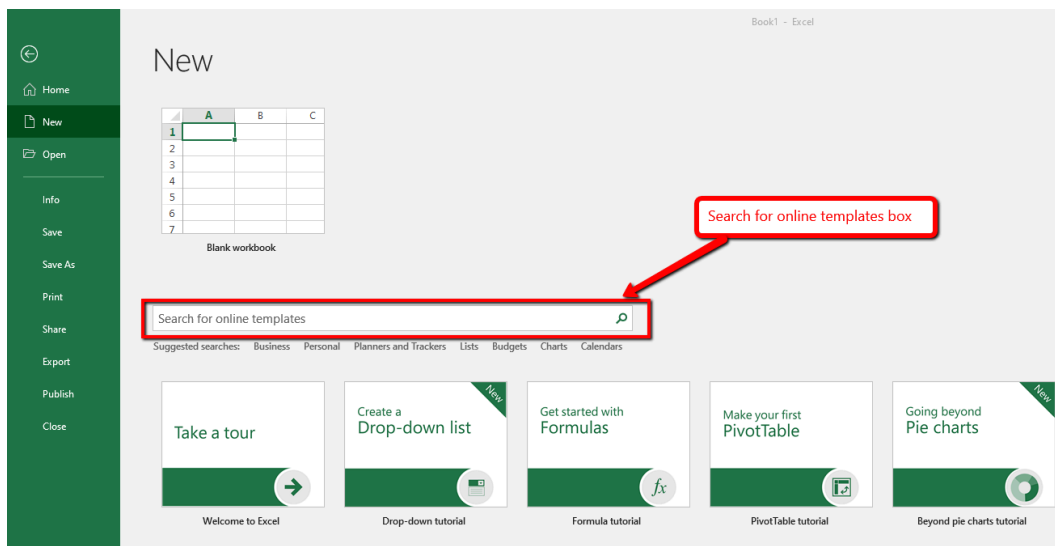 Book1 - Excel
New
Home
New
Open
Info
Save
Save As
Print
Share
Export
Publish
Close
A B C
1
2
3
4
5
6
7
Blank workbook
Search for online templates box
Search for online templates
Suggested searches: Business Personal Planners and Trackers Lists Budgets Charts Calendars
Take a tour
Welcome to Excel
New
Create a
Drop-down list
Drop-down tutorial
Get started with
Formulas
fx
Formula tutorial
Make your first
PivotTable
PivotTable tutorial
New
Going beyond
Pie charts
Beyond pie charts tutorial